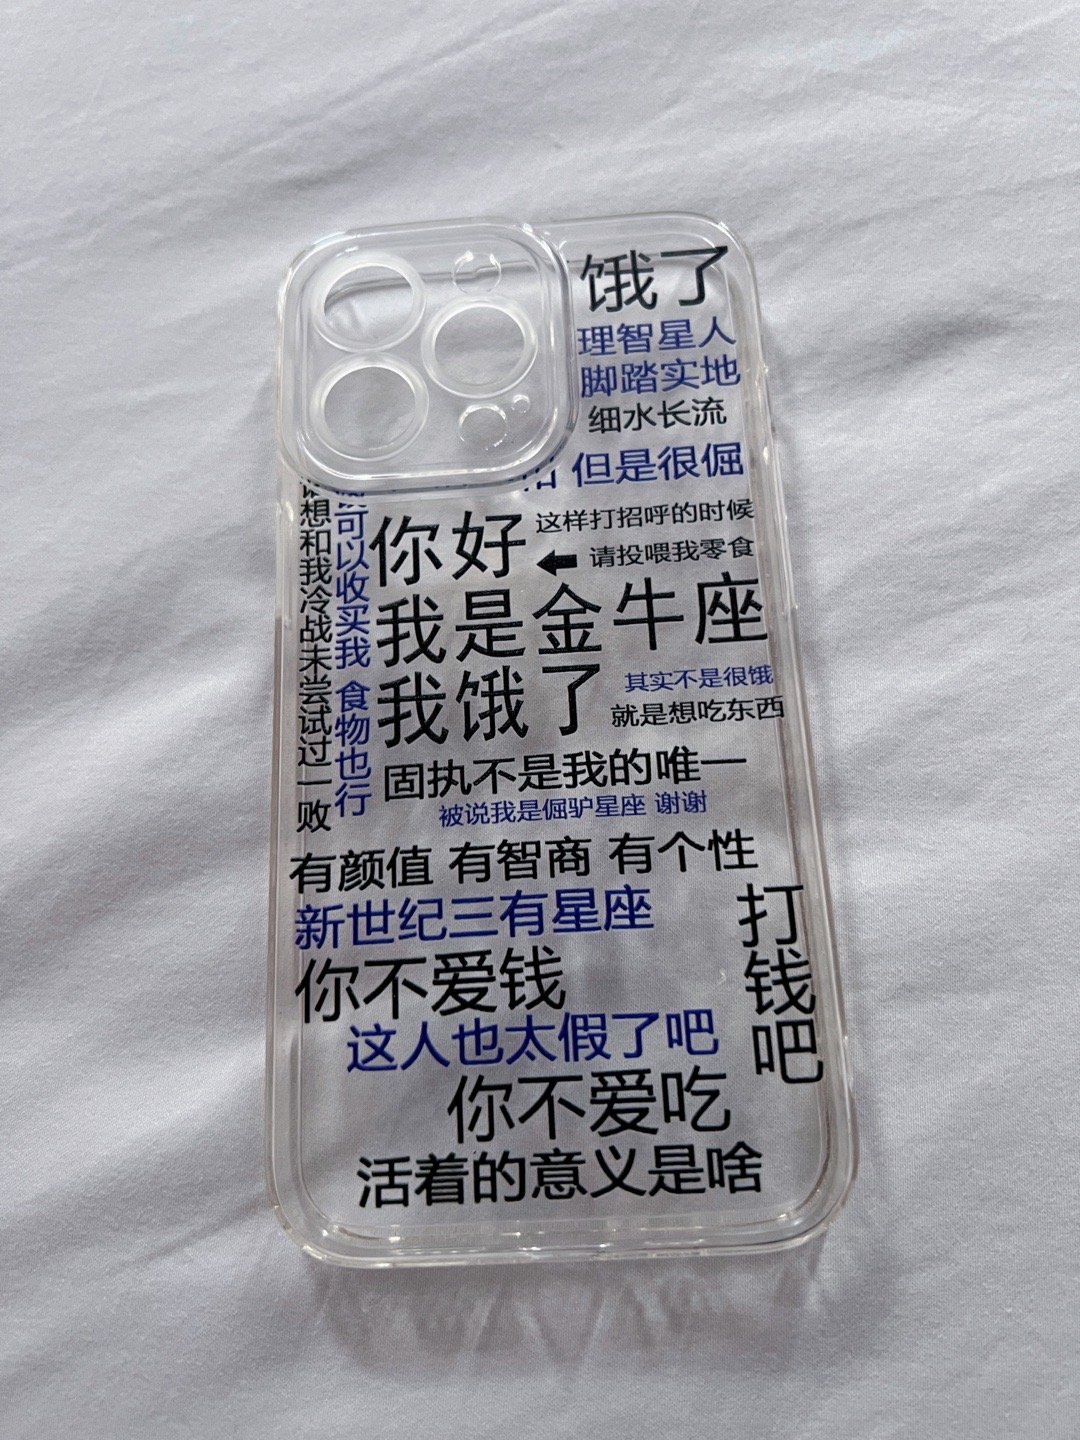 饿了
理智星人
脚踏实地
细水长流
但是很倔
想和我冷战未尝试过一败
可以收买我 食物也行
你好
这样打招呼的时候
⬅ 请投喂我零食
我是金牛座
我饿了
其实不是很饿
就是想吃东西
固执不是我的唯一
被说我是倔驴星座 谢谢
有颜值 有智商 有个性
新世纪三有星座
打钱吧
你不爱钱
这人也太假了吧
你不爱吃
活着的意义是啥